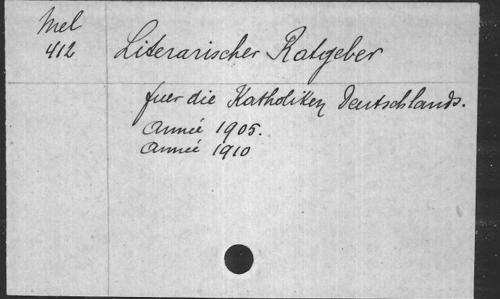 Mel
412
Literarischer Ratgeber
fuer die Katholiken Deutschlands.
Année 1905.
Année 1910